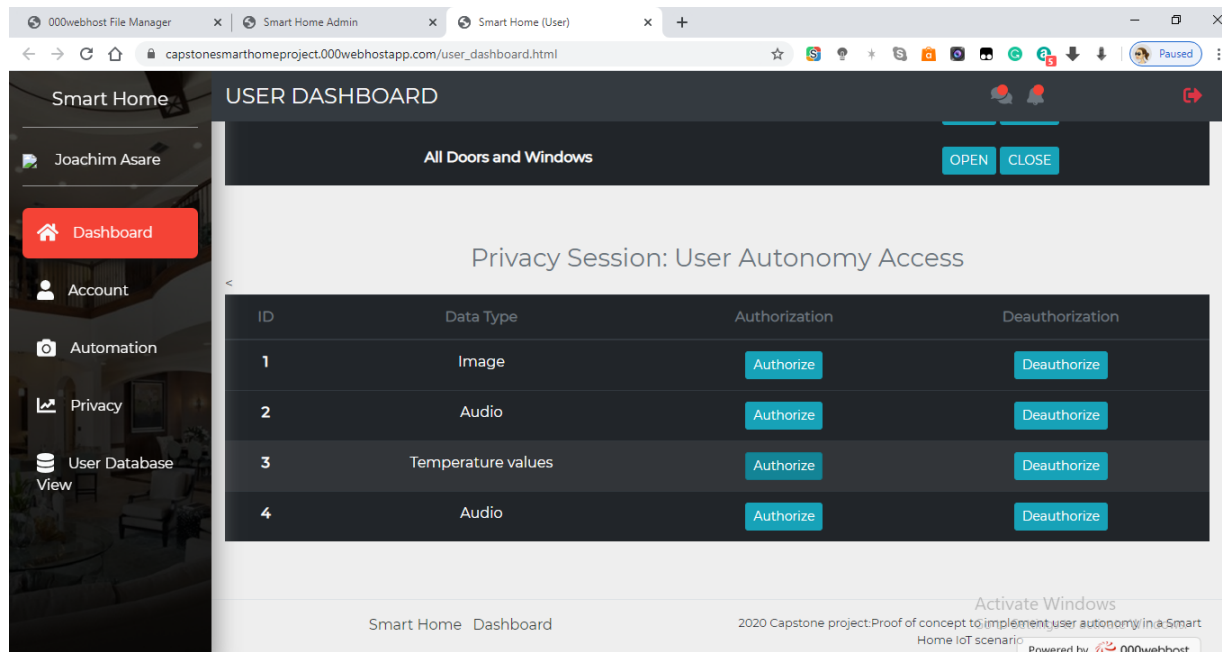 000webhost File Manager
Smart Home Admin
Smart Home (User)
capstonesmarthomeproject.000webhostapp.com/user_dashboard.html
Paused
Smart Home
USER DASHBOARD
Joachim Asare
All Doors and Windows
OPEN CLOSE
Dashboard
Account
Automation
Privacy
User Database
View
Privacy Session: User Autonomy Access
<
ID Data Type Authorization Deauthorization
1 Image Authorize Deauthorize
2 Audio Authorize Deauthorize
3 Temperature values Authorize Deauthorize
4 Audio Authorize Deauthorize
Smart Home Dashboard
2020 Capstone project:Proof of concept to implement user autonomy in a Smart
Home IoT scenario
Activate Windows
Powered by 000webhost